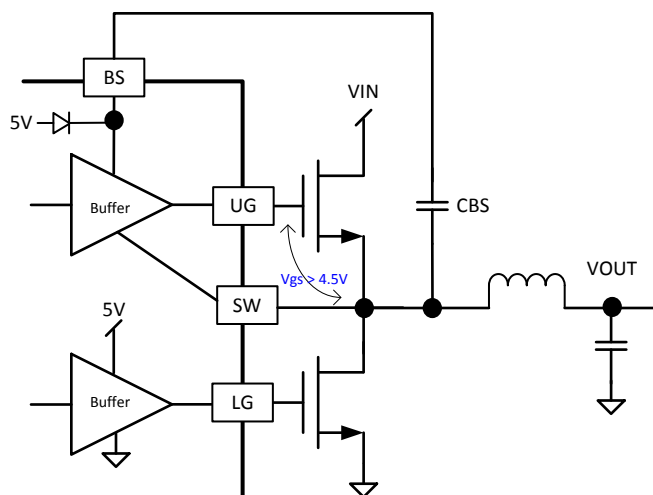 BS
VIN
5V
Buffer
UG
CBS
Vgs > 4.5V
VOUT
SW
5V
Buffer
LG